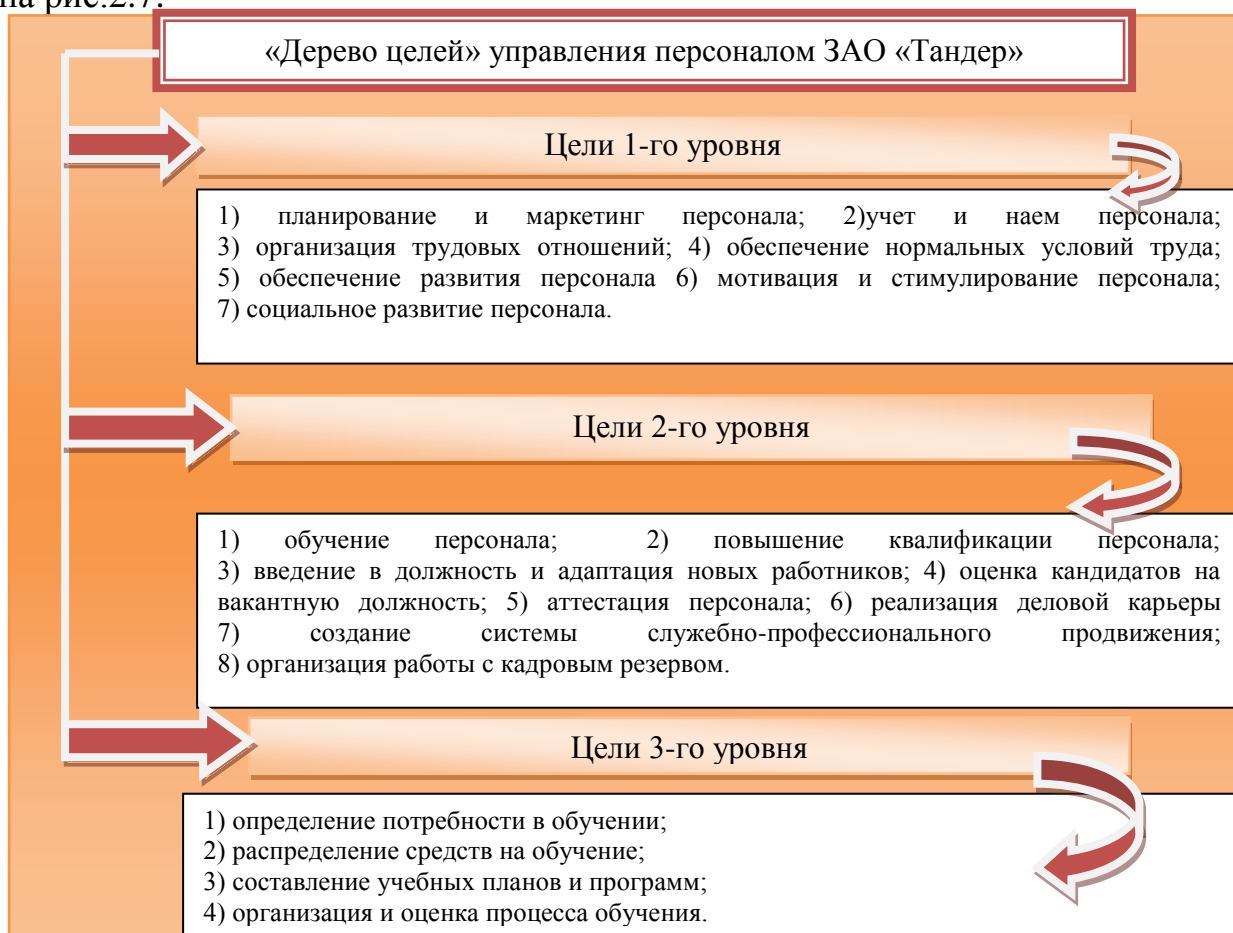 на рис.2.7.
«Дерево целей» управления персоналом ЗАО «Тандер»
Цели 1-го уровня
1) планирование и маркетинг персонала; 2)учет и наем персонала;
3) организация трудовых отношений; 4) обеспечение нормальных условий труда;
5) обеспечение развития персонала 6) мотивация и стимулирование персонала;
7) социальное развитие персонала.
Цели 2-го уровня
1) обучение персонала; 2) повышение квалификации персонала;
3) введение в должность и адаптация новых работников; 4) оценка кандидатов на
вакантную должность; 5) аттестация персонала; 6) реализация деловой карьеры
7) создание системы служебно-профессионального продвижения;
8) организация работы с кадровым резервом.
Цели 3-го уровня
1) определение потребности в обучении;
2) распределение средств на обучение;
3) составление учебных планов и программ;
4) организация и оценка процесса обучения.